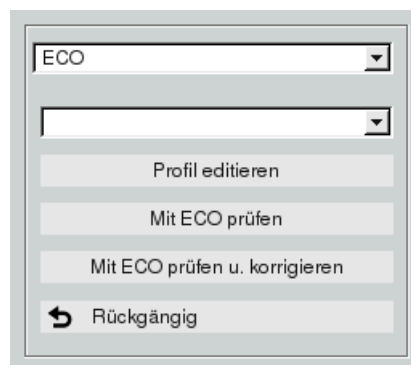 ECO
Profil editieren
Mit ECO prüfen
Mit ECO prüfen u. korrigieren
Rückgängig